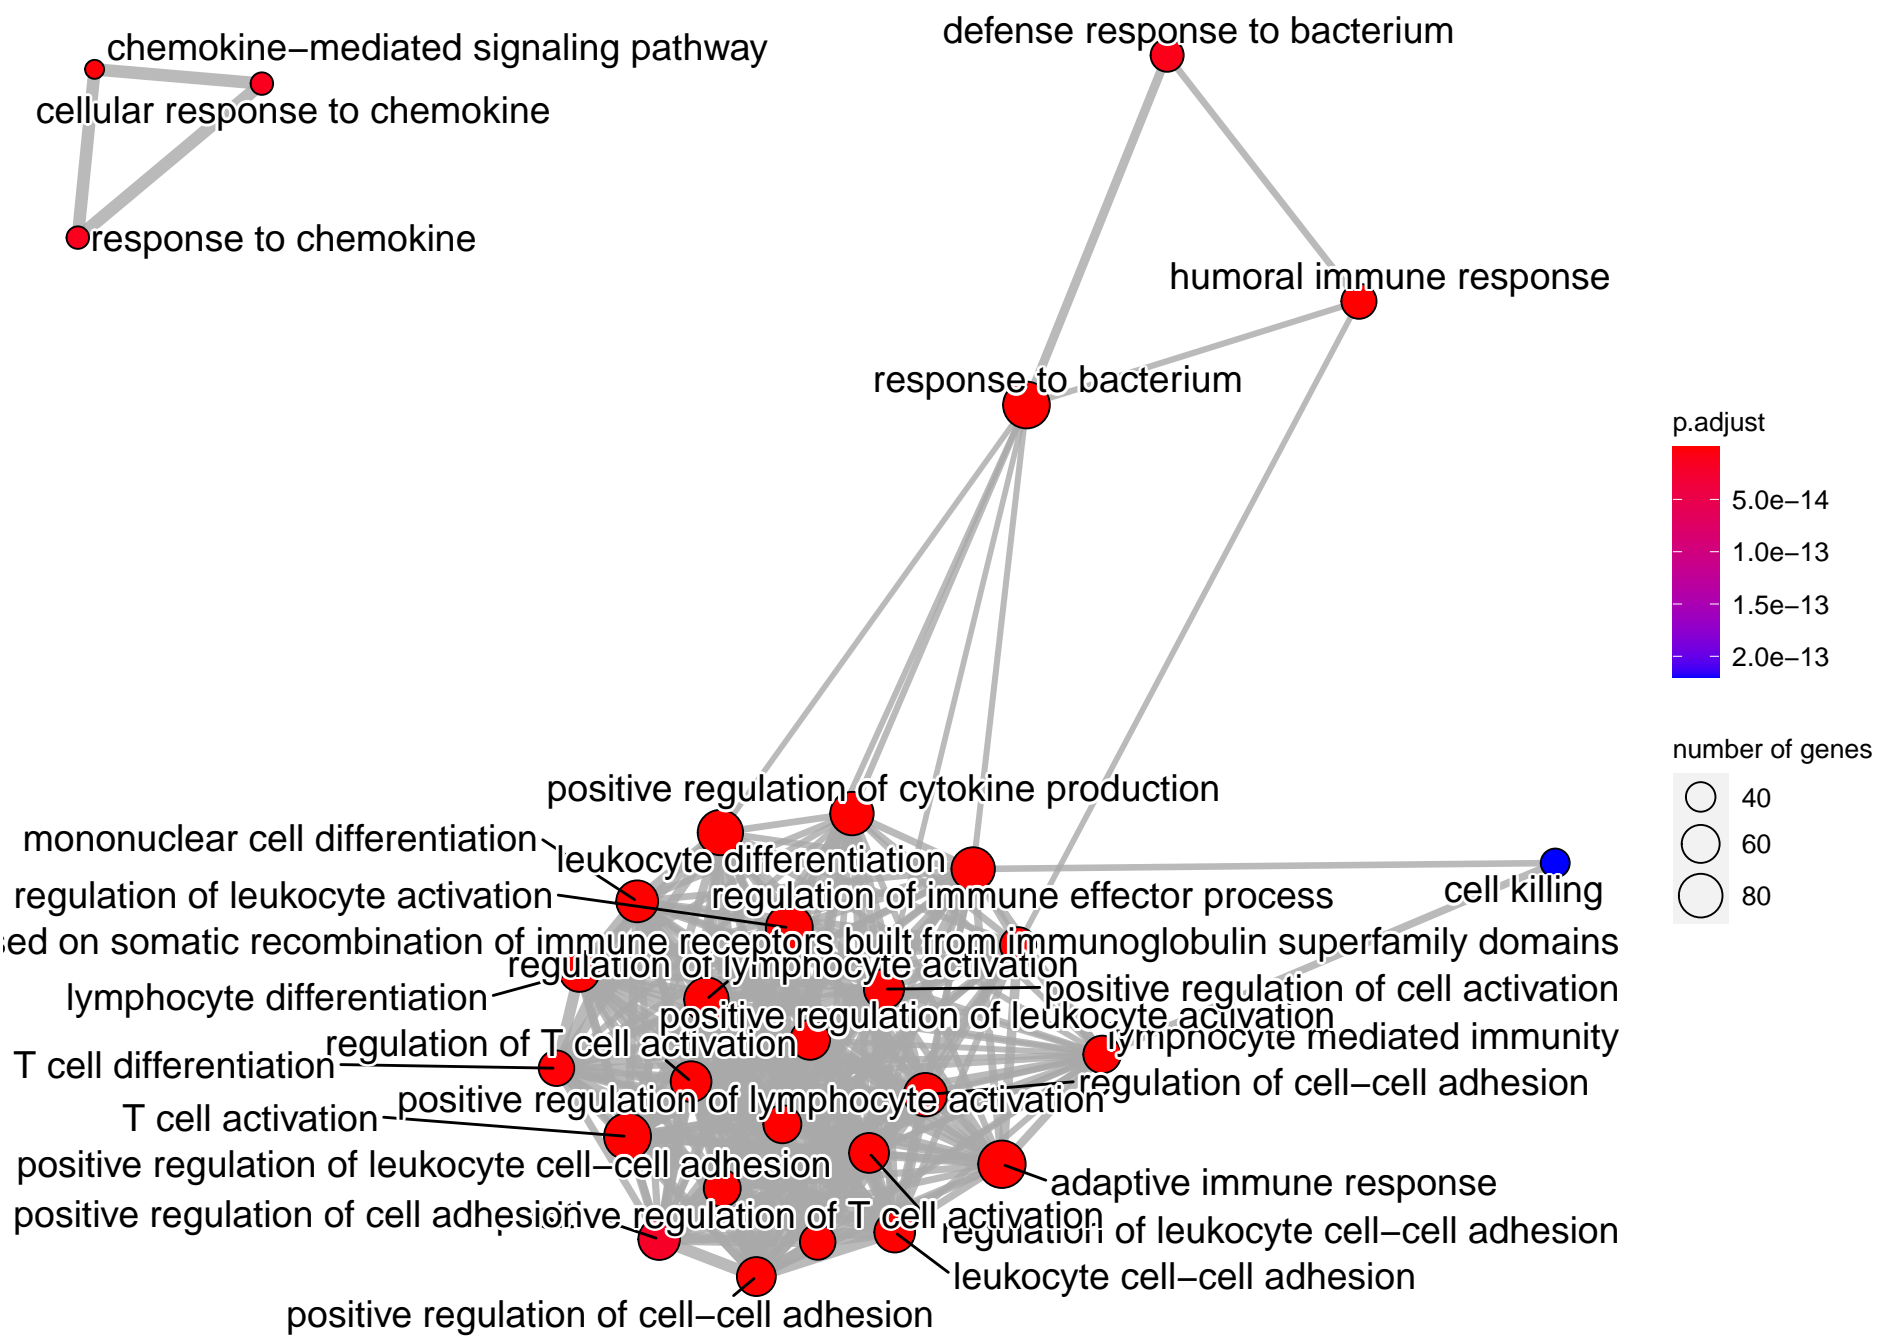 defense response to bacterium
chemokine−mediated signaling pathway
cellular response to chemokine
response to chemokine
humoral immune response
response to bacterium
p.adjust
5.0e−14
1.0e−13
1.5e−13
2.0e−13
number of genes
40
60
80
positive regulation of cytokine production
mononuclear cell differentiation
leukocyte differentiation
regulation of leukocyte activation
regulation of immune effector process
cell killing
on somatic recombination of immune receptors built from immunoglobulin superfamily domains
regulation of lymphocyte activation
lymphocyte differentiation
positive regulation of cell activation
positive regulation of leukocyte activation
lymphocyte mediated immunity
regulation of T cell activation
T cell differentiation
regulation of cell−cell adhesion
positive regulation of lymphocyte activation
T cell activation
positive regulation of leukocyte cell−cell adhesion
adaptive immune response
positive regulation of cell adhesion
regulation of T cell activation
regulation of leukocyte cell−cell adhesion
leukocyte cell−cell adhesion
positive regulation of cell−cell adhesion